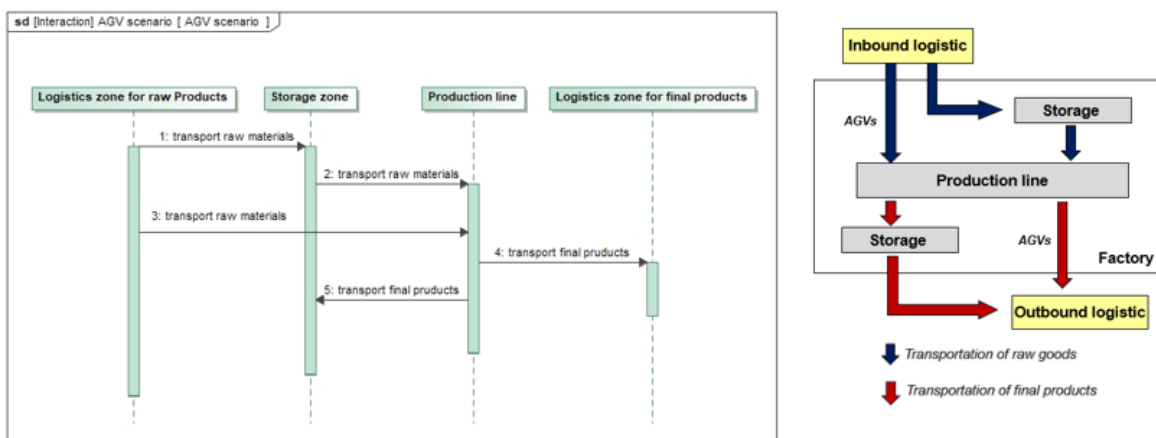 sd [Interaction] AGV scenario [ AGV scenario ]
Logistics zone for raw Products
Storage zone
Production line
Logistics zone for final products
1: transport raw materials
2: transport raw materials
3: transport raw materials
4: transport final pruducts
5: transport final pruducts
Inbound logistic
AGVs
Storage
Production line
Storage
AGVs
Factory
Outbound logistic
Transportation of raw goods
Transportation of final products